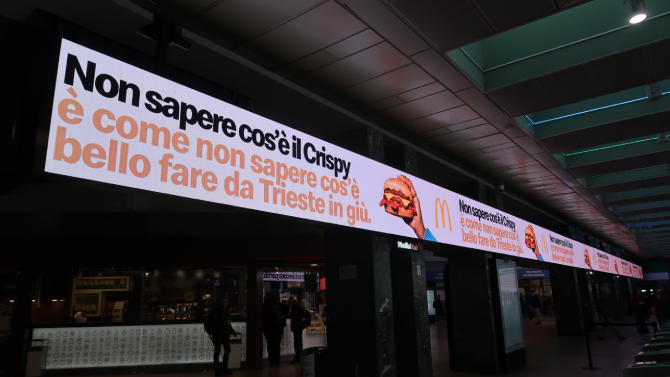 Non sapere cos'è il Crispy
è come non sapere cos'è
bello fare da Trieste in giù.
Non sapere cos'è il Crispy
è come non sapere cos'è
bello fare da Trieste in giù.